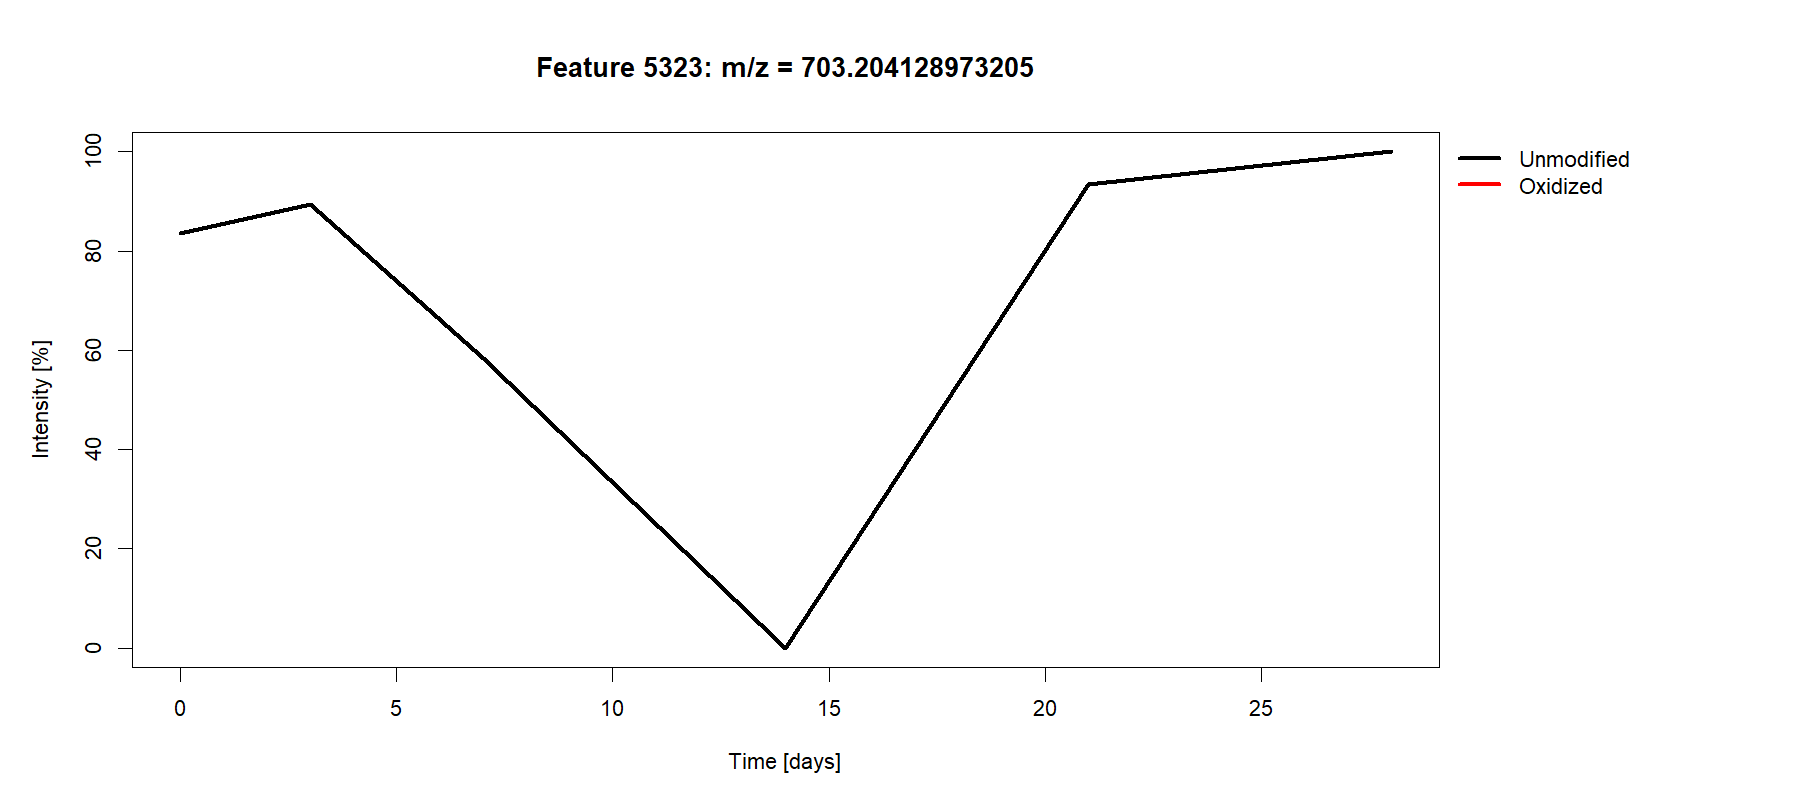 Feature 5323: m/z = 703.204128973205
Unmodified
Oxidized
Intensity [%]
100
80
60
40
20
0
0 5 10 15 20 25
Time [days]